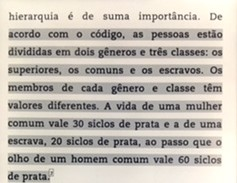 hierarquia é de suma importância. De
acordo com o código, as pessoas estão
divididas em dois gêneros e três classes: os
superiores, os comuns e os escravos. Os
membros de cada gênero e classe têm
valores diferentes. A vida de uma mulher
comum vale 30 siclos de prata e a de uma
escrava, 20 siclos de prata, ao passo que o
olho de um homem comum vale 60 siclos
de prata.